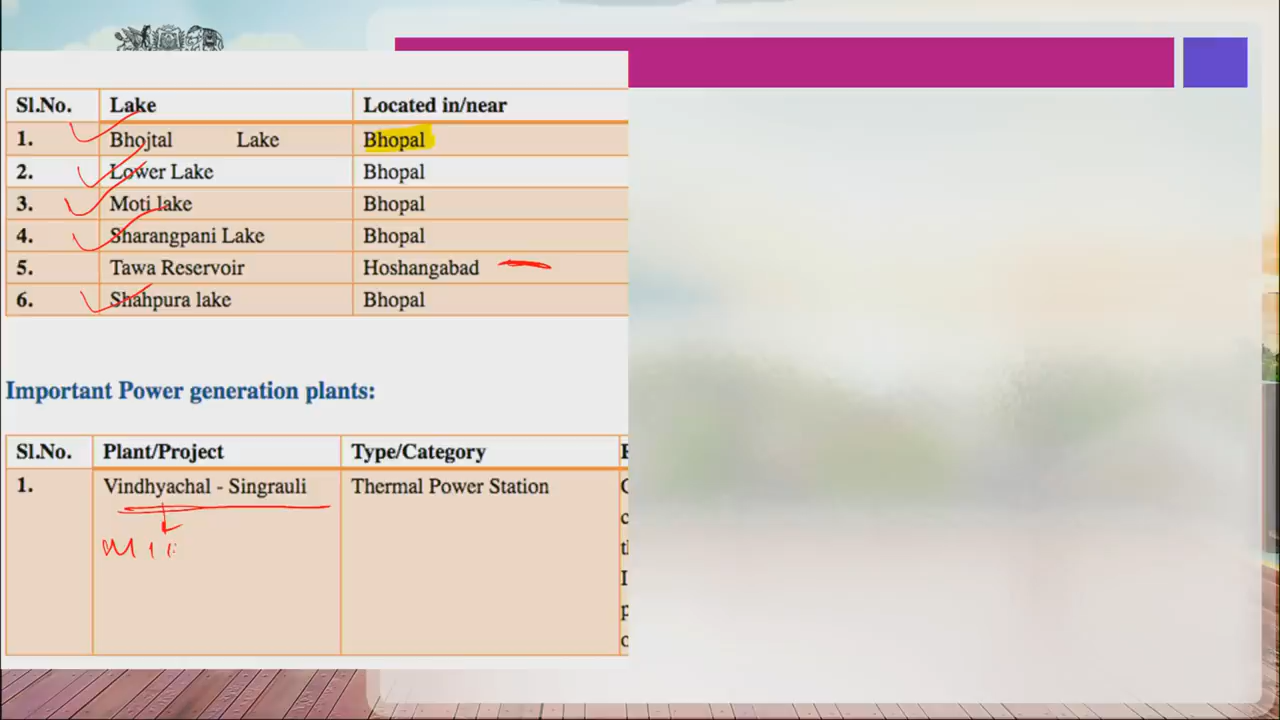 Sl.No. Lake Located in/near
1. Bhojtal Lake Bhopal
2. Lower Lake Bhopal
3. Moti lake Bhopal
4. Sharangpani Lake Bhopal
5. Tawa Reservoir Hoshangabad
6. Shahpura lake Bhopal
Important Power generation plants:
Sl.No. Plant/Project Type/Category
1. Vindhyachal - Singrauli Thermal Power Station